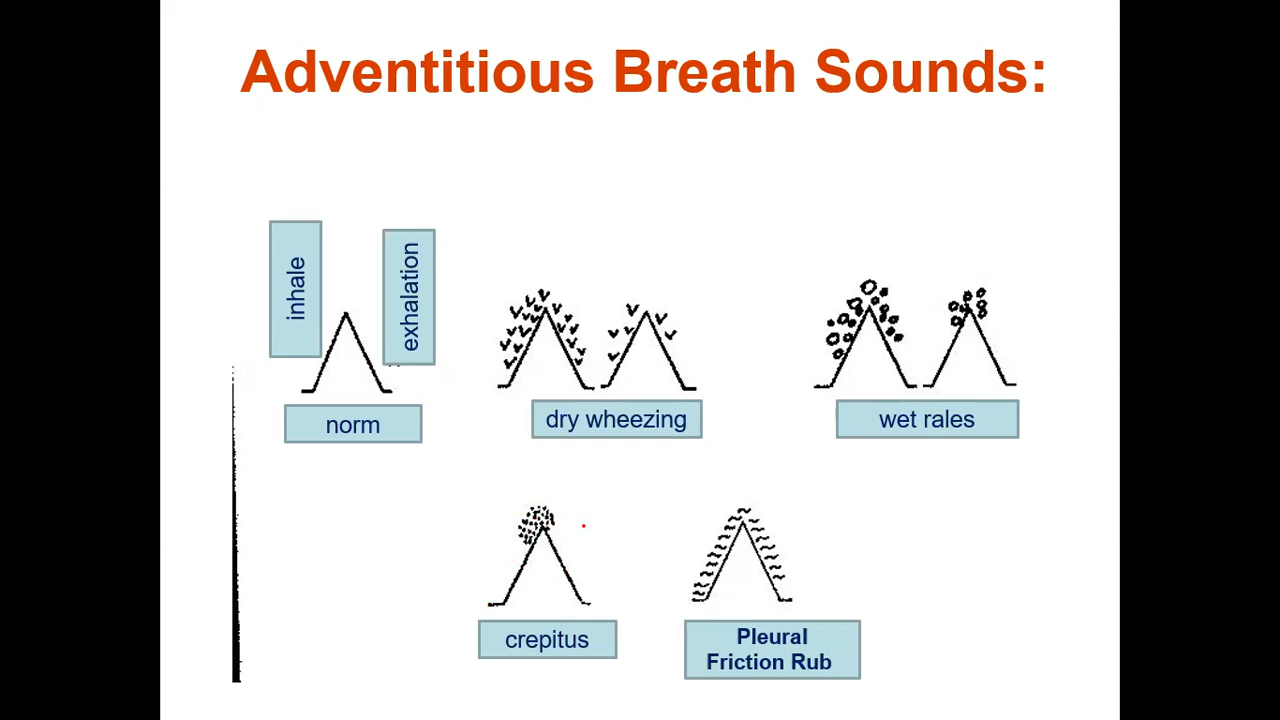 Adventitious Breath Sounds:
inhale
exhalation
norm
dry wheezing
wet rales
crepitus
Pleural
Friction Rub